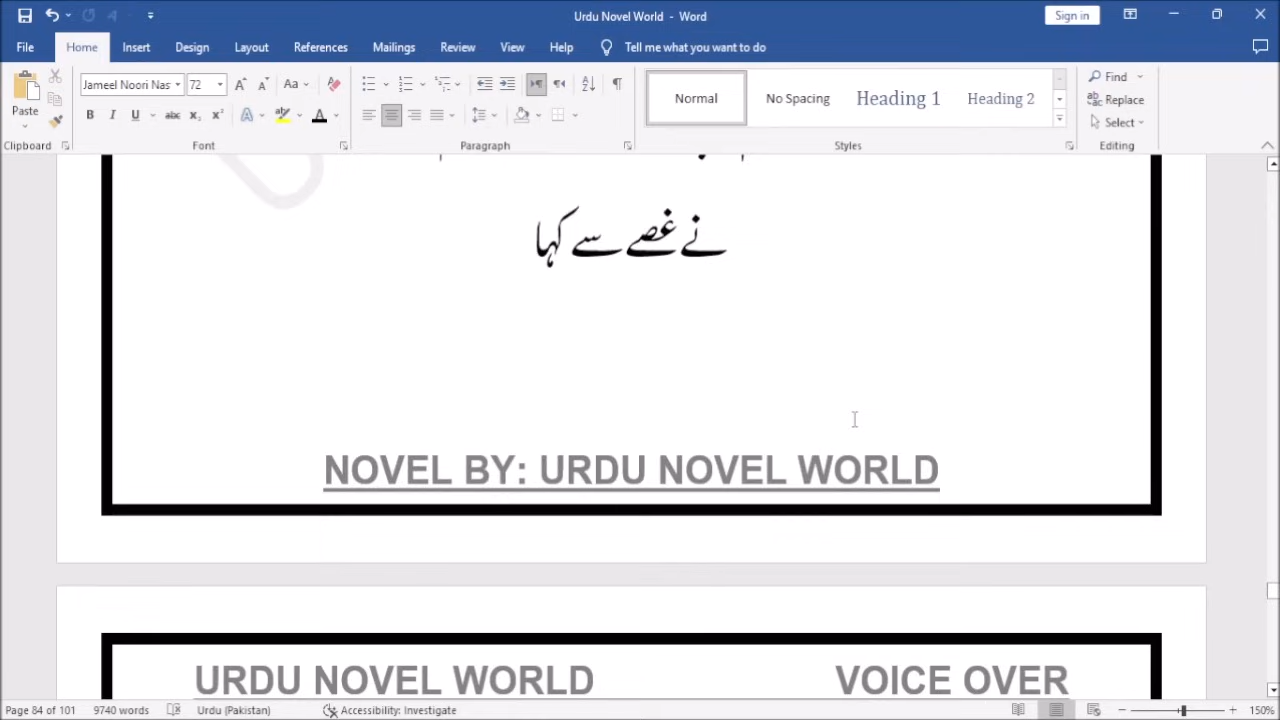 Urdu Novel World - Word
Sign in
File Home Insert Design Layout References Mailings Review View Help Tell me what you want to do
Paste
Clipboard
Jameel Noori Nas 72
Font
Paragraph
Normal
No Spacing
Heading 1
Heading 2
Styles
Find
Replace
Select
Editing
نے غصے سے کہا
NOVEL BY: URDU NOVEL WORLD
URDU NOVEL WORLD VOICE OVER
Page 84 of 101 9740 words Urdu (Pakistan) Accessibility: Investigate 150%